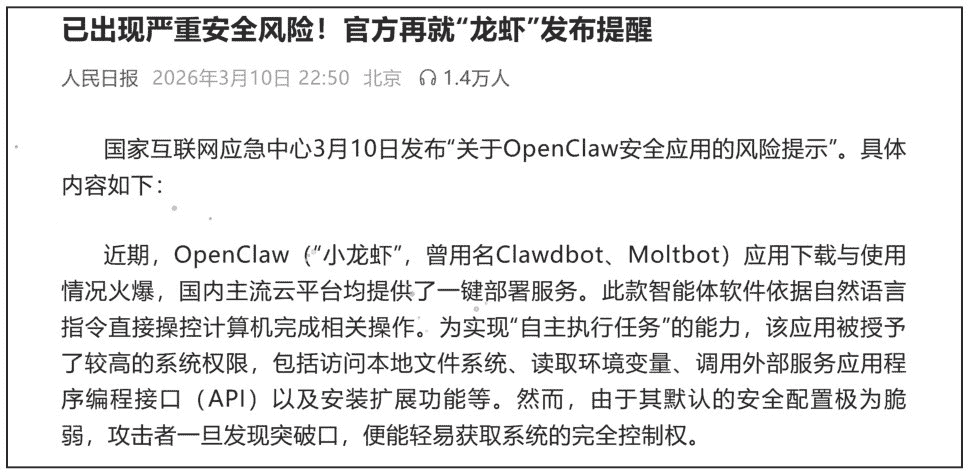 已出现严重安全风险！官方再就“龙虾”发布提醒
人民日报 2026年3月10日 22:50 北京 1.4万人
国家互联网应急中心3月10日发布“关于OpenClaw安全应用的风险提示”。具体
内容如下：
近期，OpenClaw（“小龙虾”，曾用名Clawdbot、Moltbot）应用下载与使用
情况火爆，国内主流云平台均提供了一键部署服务。此款智能体软件依据自然语言
指令直接操控计算机完成相关操作。为实现“自主执行任务”的能力，该应用被授予
了较高的系统权限，包括访问本地文件系统、读取环境变量、调用外部服务应用程
序编程接口（API）以及安装扩展功能等。然而，由于其默认的安全配置极为脆
弱，攻击者一旦发现突破口，便能轻易获取系统的完全控制权。